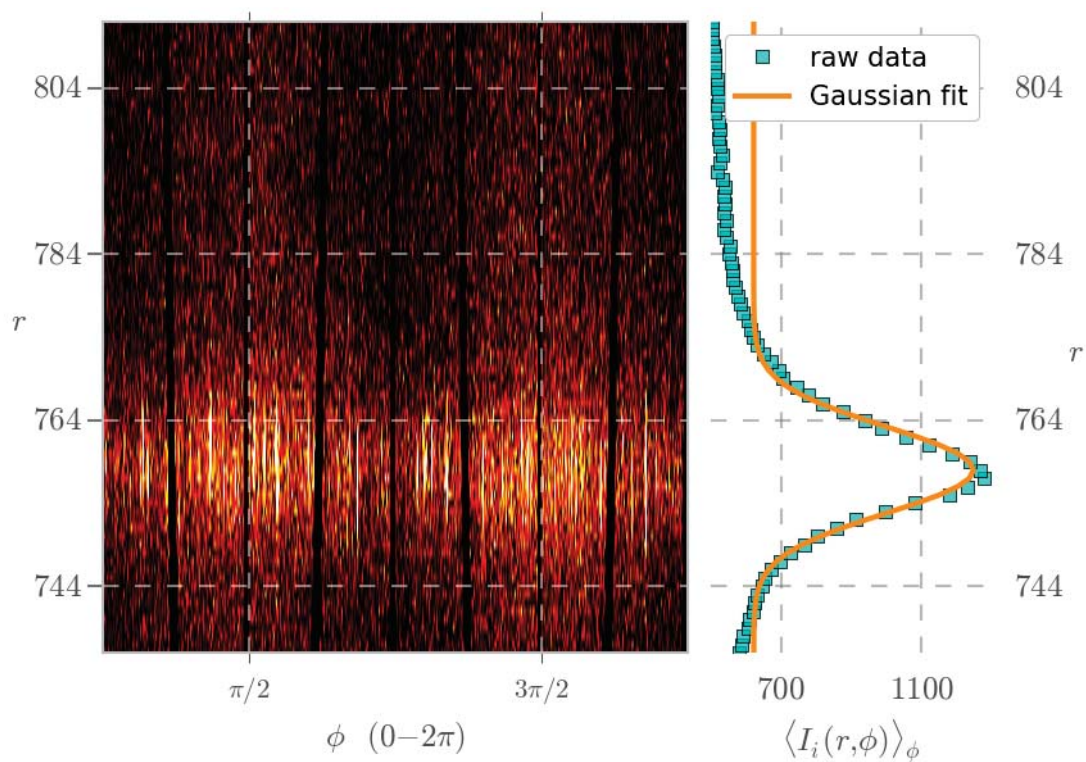 raw data
Gaussian fit
804 804
784 784
r r
764 764
744 744
π/2 3π/2 700 1100
ϕ (0−2π) ⟨I_i(r,ϕ)⟩_ϕ